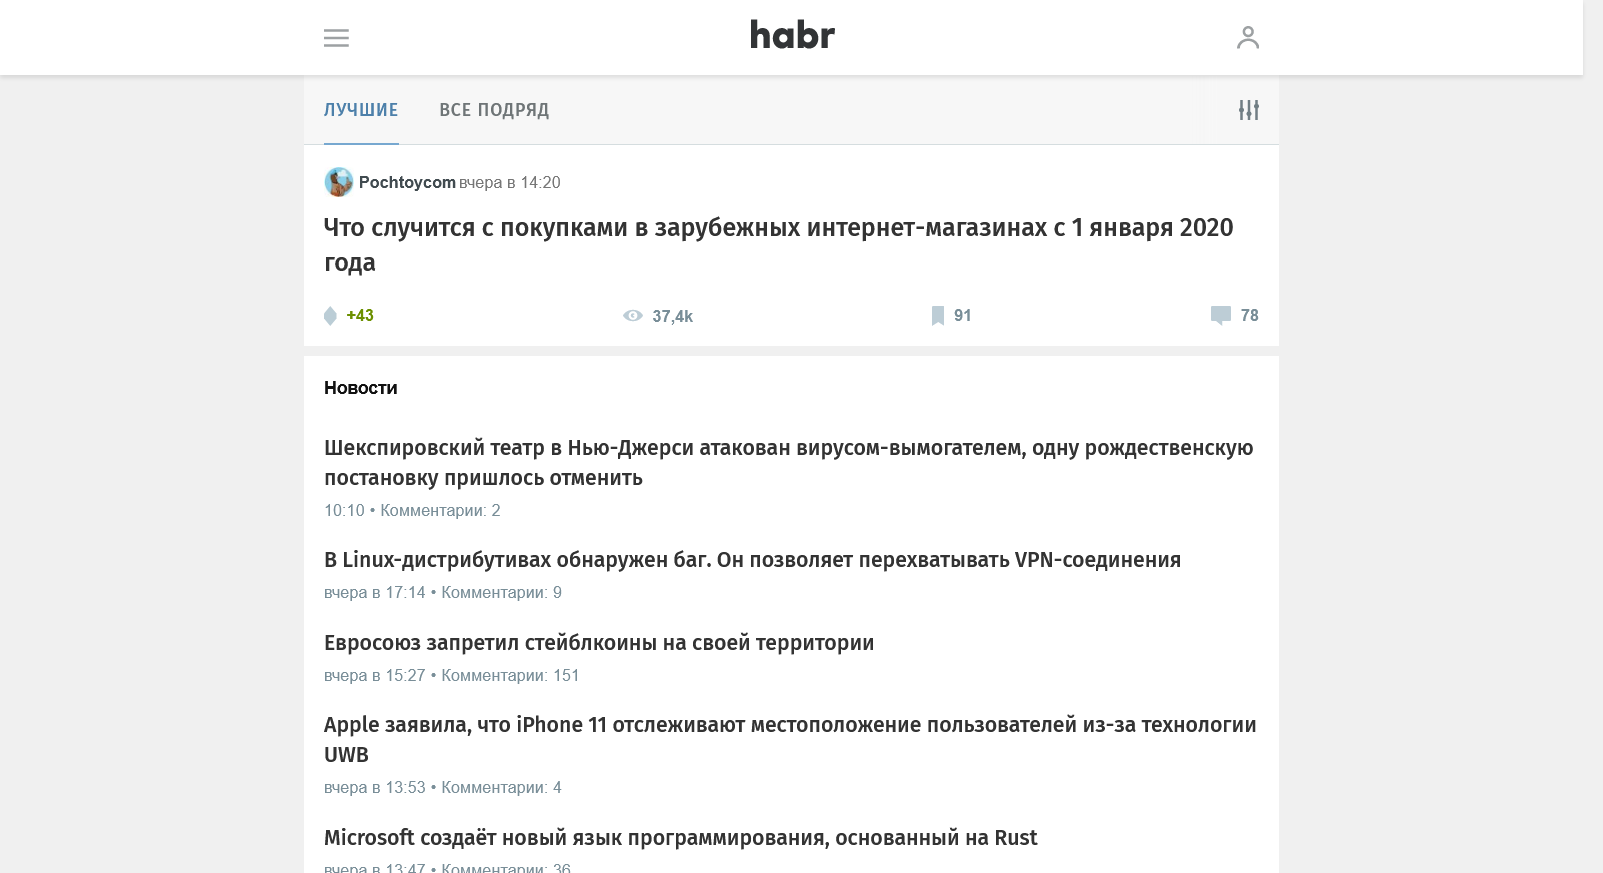 habr
ЛУЧШИЕ ВСЕ ПОДРЯД
Pochtoycom вчера в 14:20
Что случится с покупками в зарубежных интернет-магазинах с 1 января 2020
года
+43 37,4k 91 78
Новости
Шекспировский театр в Нью-Джерси атакован вирусом-вымогателем, одну рождественскую
постановку пришлось отменить
10:10 • Комментарии: 2
В Linux-дистрибутивах обнаружен баг. Он позволяет перехватывать VPN-соединения
вчера в 17:14 • Комментарии: 9
Евросоюз запретил стейблкоины на своей территории
вчера в 15:27 • Комментарии: 151
Apple заявила, что iPhone 11 отслеживают местоположение пользователей из-за технологии
UWB
вчера в 13:53 • Комментарии: 4
Microsoft создаёт новый язык программирования, основанный на Rust
вчера в 13:47 • Комментарии: 36